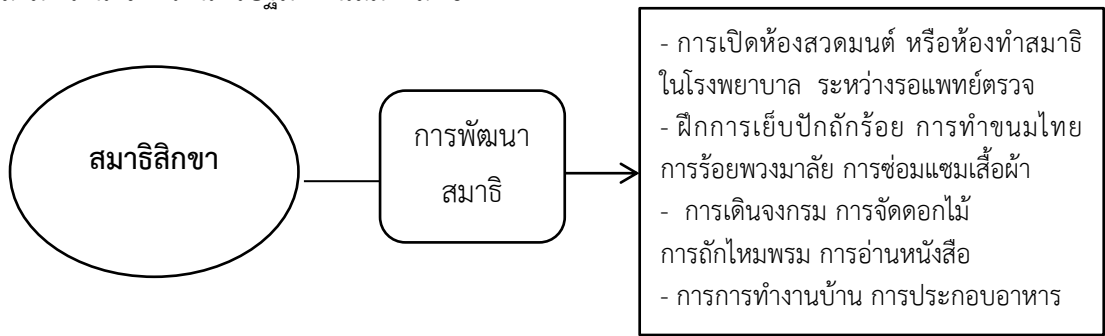 สมาธิสิกขา
การพัฒนา
สมาธิ
- การเปิดห้องสวดมนต์ หรือห้องทำสมาธิ
ในโรงพยาบาล ระหว่างรอแพทย์ตรวจ
- ฝึกการเย็บปักถักร้อย การทำขนมไทย
การร้อยพวงมาลัย การซ่อมแซมเสื้อผ้า
- การเดินจงกรม การจัดดอกไม้
การถักไหมพรม การอ่านหนังสือ
- การการทำงานบ้าน การประกอบอาหาร